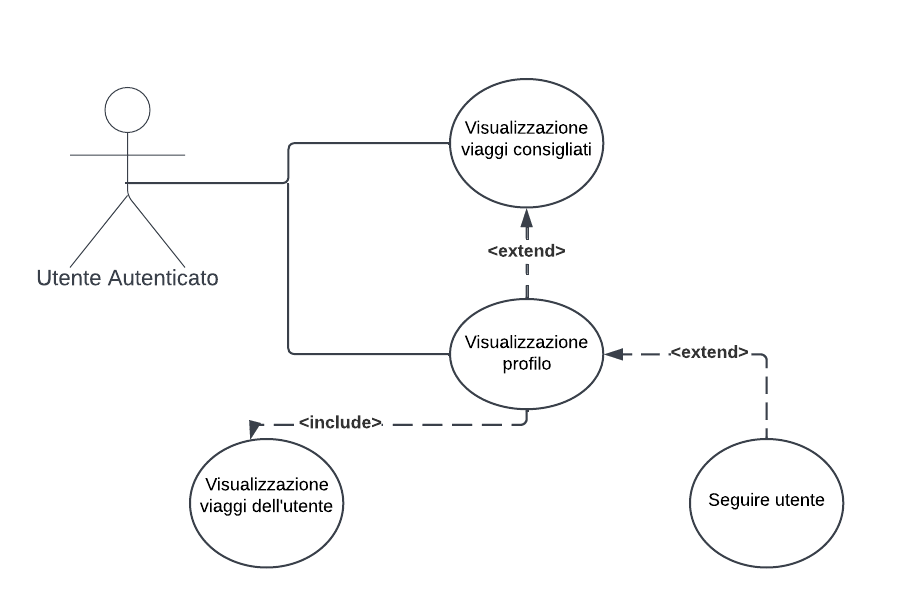 Visualizzazione
viaggi consigliati
<extend>
Utente Autenticato
Visualizzazione
profilo
<extend>
<include>
Visualizzazione
viaggi dell'utente
Seguire utente